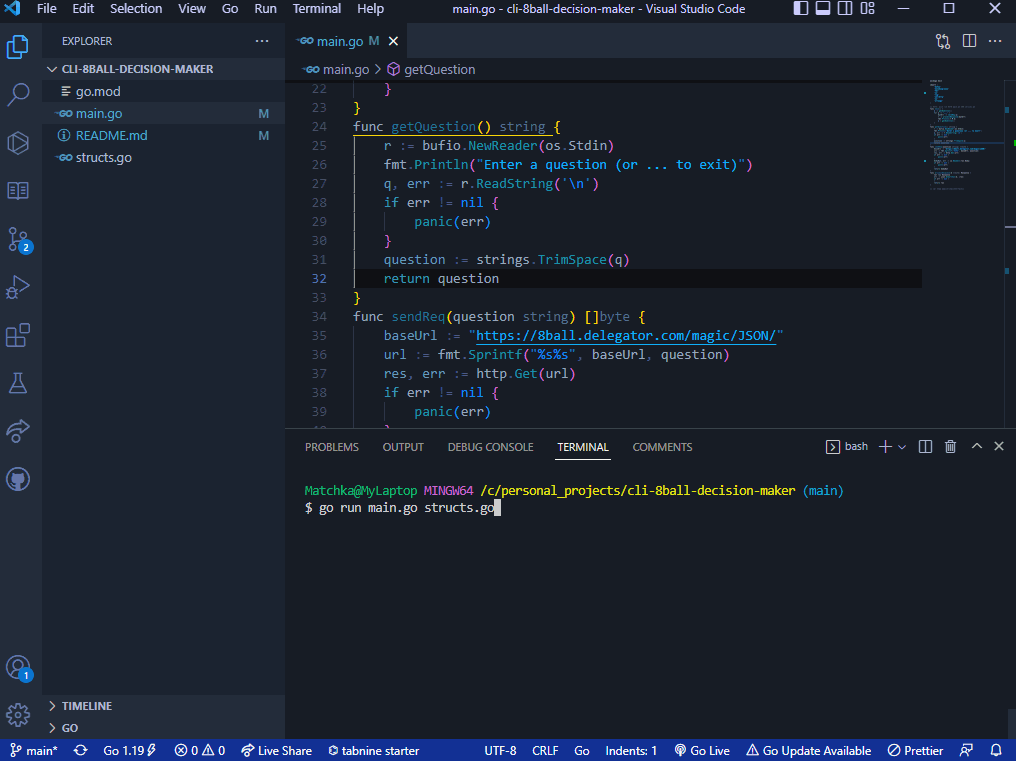 File Edit Selection View Go Run Terminal Help main.go - cli-8ball-decision-maker - Visual Studio Code
EXPLORER
CLI-8BALL-DECISION-MAKER
go.mod
main.go M
README.md M
structs.go
TIMELINE
GO
2
1
main.go M
main.go > getQuestion
22 }
23 }
24 func getQuestion() string {
25 r := bufio.NewReader(os.Stdin)
26 fmt.Println("Enter a question (or ... to exit)")
27 q, err := r.ReadString('\n')
28 if err != nil {
29 panic(err)
30 }
31 question := strings.TrimSpace(q)
32 return question
33 }
34 func sendReq(question string) []byte {
35 baseUrl := "https://8ball.delegator.com/magic/JSON/"
36 url := fmt.Sprintf("%s%s", baseUrl, question)
37 res, err := http.Get(url)
38 if err != nil {
39 panic(err)
PROBLEMS OUTPUT DEBUG CONSOLE TERMINAL COMMENTS bash
Matchka@MyLaptop MINGW64 /c/personal_projects/cli-8ball-decision-maker (main)
$ go run main.go structs.go
main* Go 1.19 0 0 Live Share tabnine starter UTF-8 CRLF Go Indents: 1 Go Live Go Update Available Prettier